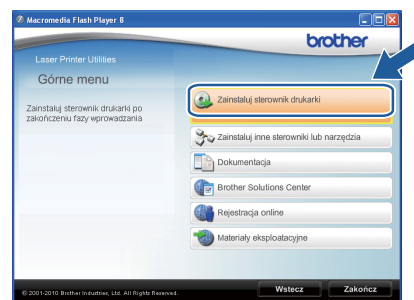 Macromedia Flash Player 8
brother
Laser Printer Utilities
Górne menu
Zainstaluj sterownik drukarki po
zakończeniu fazy wprowadzania
Zainstaluj sterownik drukarki
Zainstaluj inne sterowniki lub narzędzia
Dokumentacja
Brother Solutions Center
Rejestracja online
Materiały eksploatacyjne
© 2001-2010 Brother Industries, Ltd. All Rights Reserved.
Wstecz
Zakończ